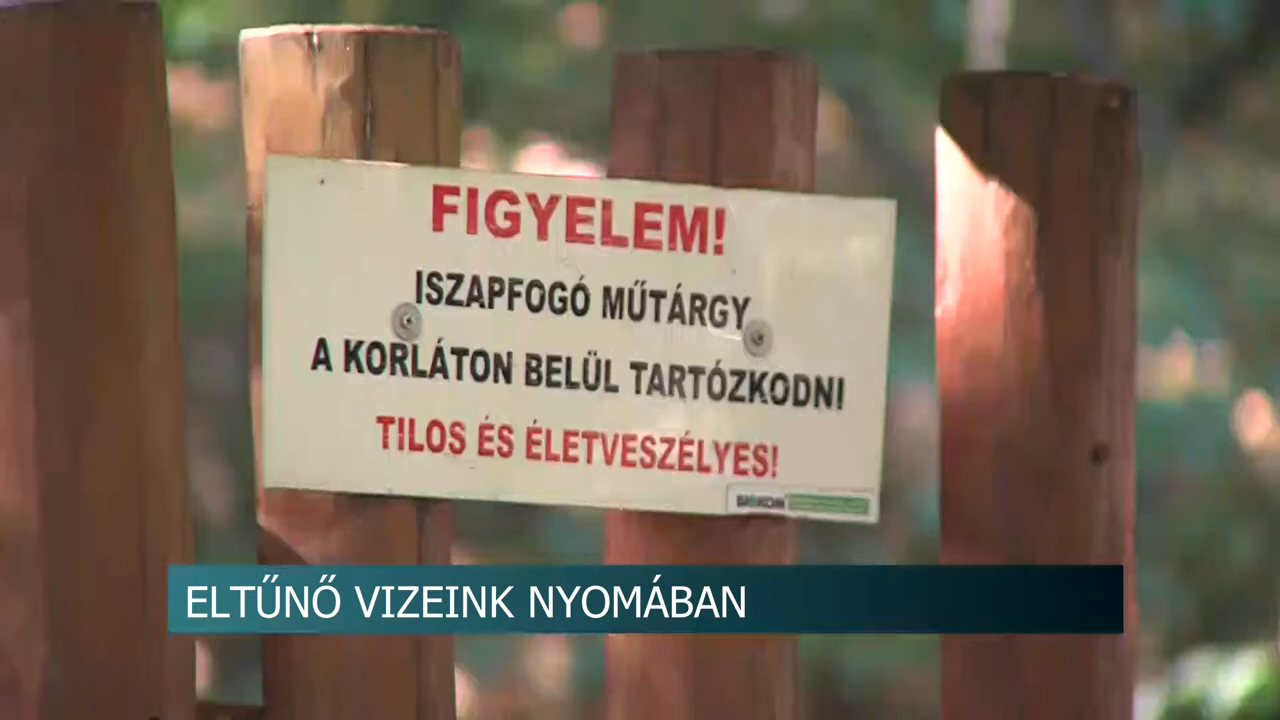 FIGYELEM!
ISZAPFOGÓ MŰTÁRGY
A KORLÁTON BELÜL TARTÓZKODNI
TILOS ÉS ÉLETVESZÉLYES!
ELTŰNŐ VIZEINK NYOMÁBAN